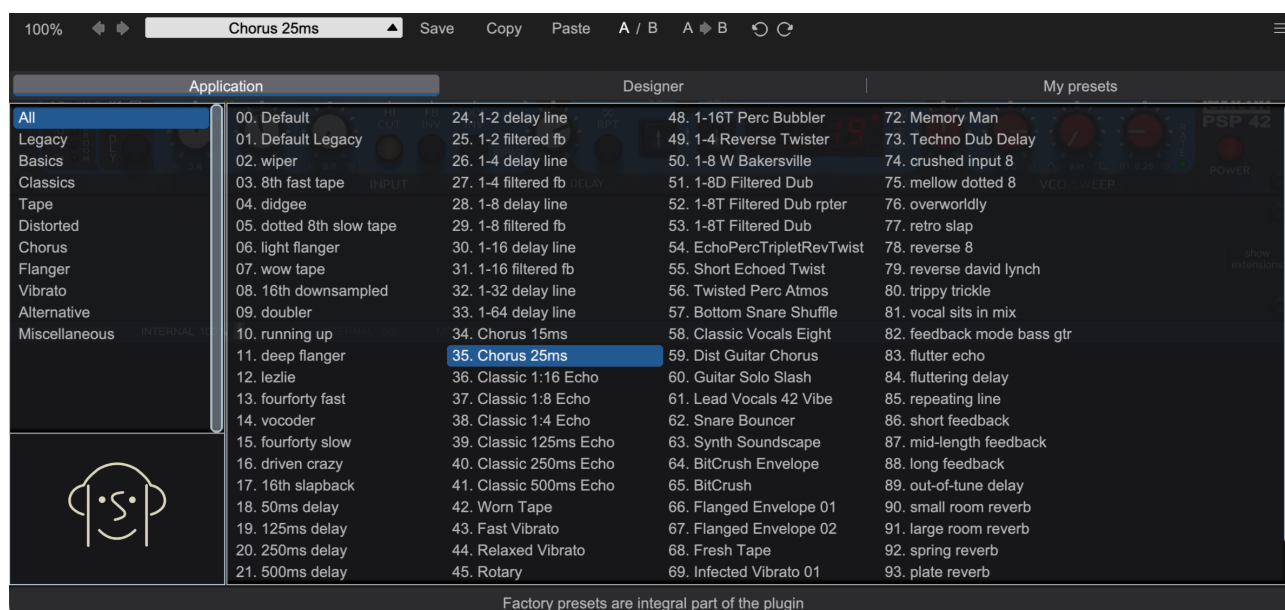 100%
Chorus 25ms
Save
Copy
Paste
A / B
A B
Application
Designer
My presets
All
Legacy
Basics
Classics
Tape
Distorted
Chorus
Flanger
Vibrato
Alternative
Miscellaneous
00. Default
01. Default Legacy
02. wiper
03. 8th fast tape
04. didgee
05. dotted 8th slow tape
06. light flanger
07. wow tape
08. 16th downsampled
09. doubler
10. running up
11. deep flanger
12. lezlie
13. fourforty fast
14. vocoder
15. fourforty slow
16. driven crazy
17. 16th slapback
18. 50ms delay
19. 125ms delay
20. 250ms delay
21. 500ms delay
24. 1-2 delay line
25. 1-2 filtered fb
26. 1-4 delay line
27. 1-4 filtered fb
28. 1-8 delay line
29. 1-8 filtered fb
30. 1-16 delay line
31. 1-16 filtered fb
32. 1-32 delay line
33. 1-64 delay line
34. Chorus 15ms
35. Chorus 25ms
36. Classic 1:16 Echo
37. Classic 1:8 Echo
38. Classic 1:4 Echo
39. Classic 125ms Echo
40. Classic 250ms Echo
41. Classic 500ms Echo
42. Worn Tape
43. Fast Vibrato
44. Relaxed Vibrato
45. Rotary
48. 1-16T Perc Bubbler
49. 1-4 Reverse Twister
50. 1-8 W Bakersville
51. 1-8D Filtered Dub
52. 1-8T Filtered Dub rpter
53. 1-8T Filtered Dub
54. EchoPercTripletRevTwist
55. Short Echoed Twist
56. Twisted Perc Atmos
57. Bottom Snare Shuffle
58. Classic Vocals Eight
59. Dist Guitar Chorus
60. Guitar Solo Slash
61. Lead Vocals 42 Vibe
62. Snare Bouncer
63. Synth Soundscape
64. BitCrush Envelope
65. BitCrush
66. Flanged Envelope 01
67. Flanged Envelope 02
68. Fresh Tape
69. Infected Vibrato 01
72. Memory Man
73. Techno Dub Delay
74. crushed input 8
75. mellow dotted 8
76. overworldly
77. retro slap
78. reverse 8
79. reverse david lynch
80. trippy trickle
81. vocal sits in mix
82. feedback mode bass gtr
83. flutter echo
84. fluttering delay
85. repeating line
86. short feedback
87. mid-length feedback
88. long feedback
89. out-of-tune delay
90. small room reverb
91. large room reverb
92. spring reverb
93. plate reverb
PSP 42
POWER
VCO SWEEP
INPUT
DELAY
HI
CUT
FB
INV
RPT
show
extensions
Factory presets are integral part of the plugin